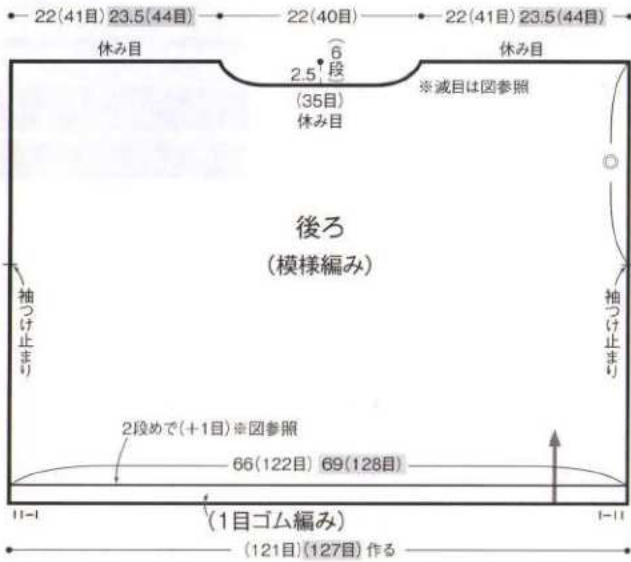 22(41目) 23.5(44目)
22(40目)
22(41目) 23.5(44目)
休み目
2.5(6段)
休み目
(35目)
休み目
※減目は図参照
◎
後ろ
(模様編み)
袖つけ止まり
袖つけ止まり
2段めで(+1目)※図参照
66(122目) 69(128目)
11-1
(1目ゴム編み)
1-11
(121目)(127目) 作る